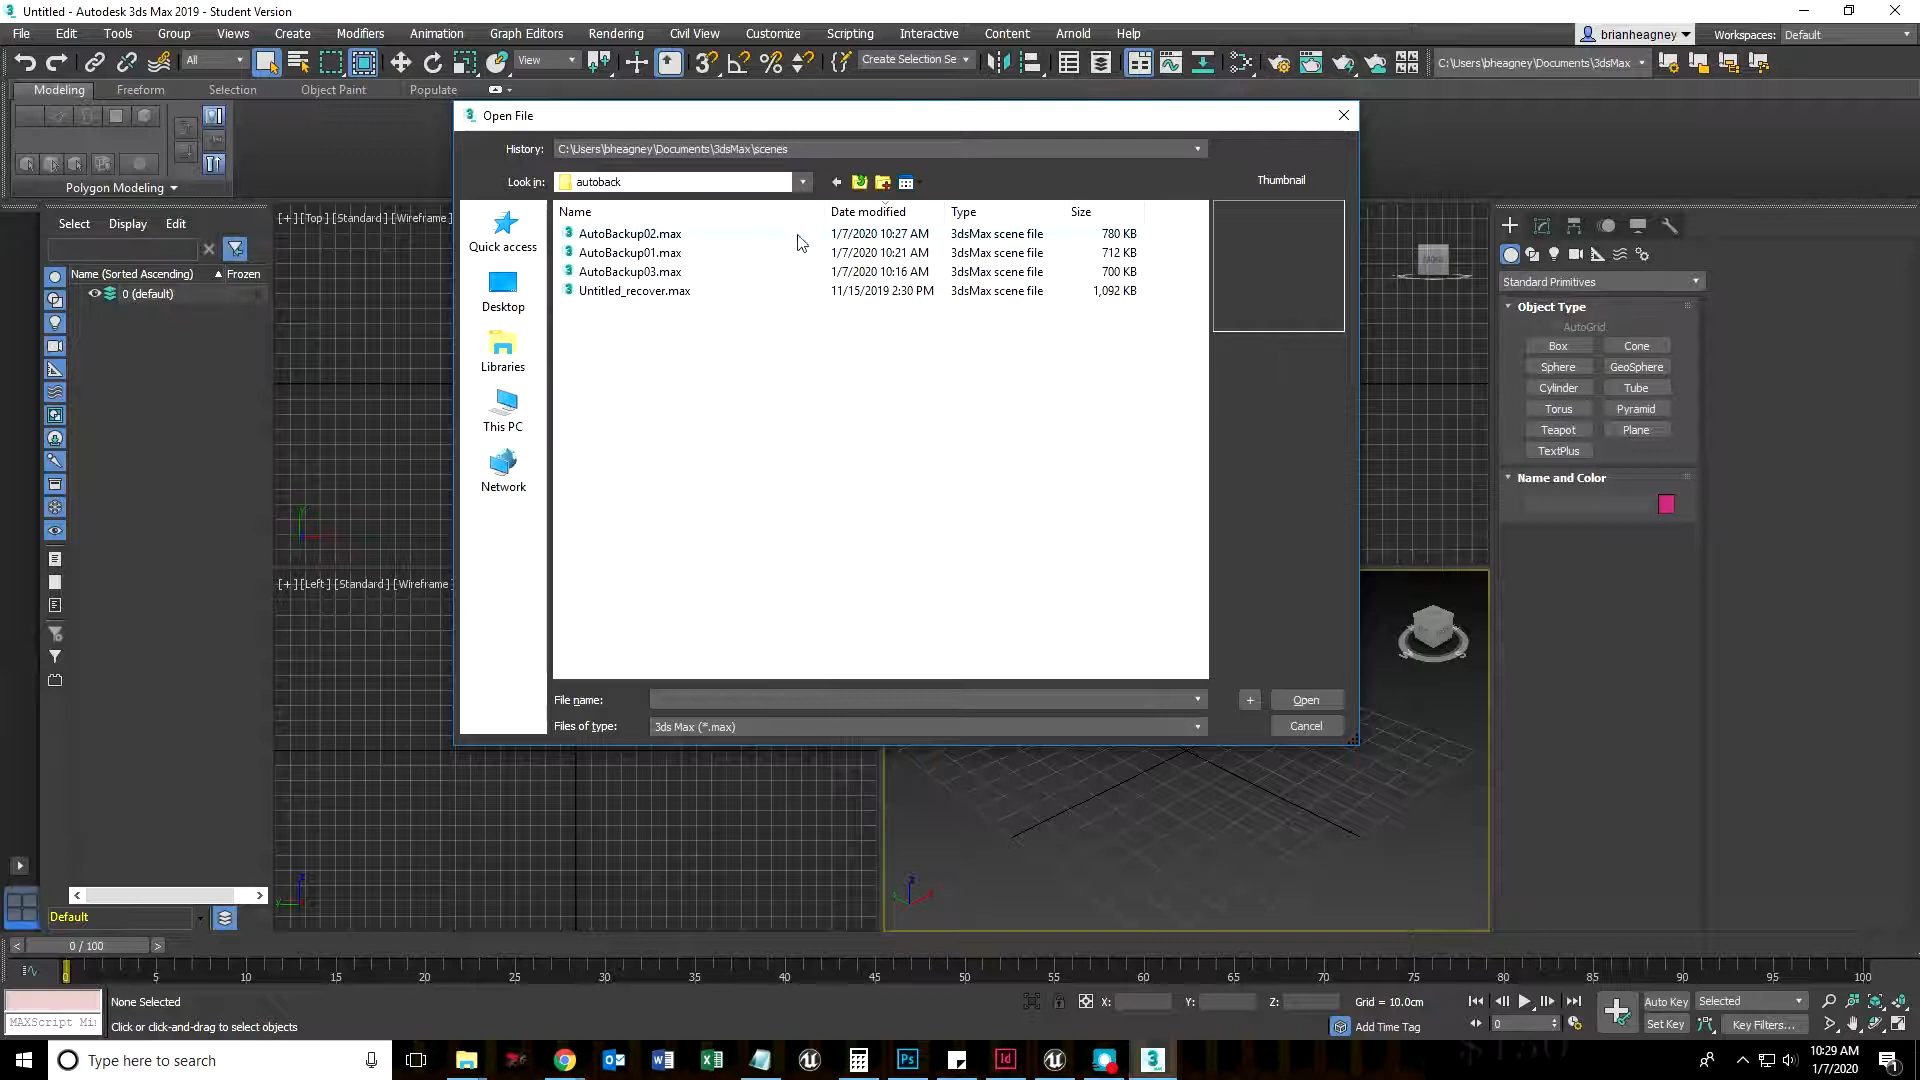 Untitled - Autodesk 3ds Max 2019 - Student Version
File Edit Tools Group Views Create Modifiers Animation Graph Editors Rendering Civil View Customize Scripting Interactive Content Arnold Help
brianheagney Workspaces: Default
All View Create Selection Se C:\Users\bheagney\Documents\3dsMax
Modeling Freeform Selection Object Paint Populate
Polygon Modeling
Open File
History: C:\Users\bheagney\Documents\3dsMax\scenes
Look in: autoback
Thumbnail
Name Date modified Type Size
AutoBackup02.max 1/7/2020 10:27 AM 3dsMax scene file 780 KB
AutoBackup01.max 1/7/2020 10:21 AM 3dsMax scene file 712 KB
AutoBackup03.max 1/7/2020 10:16 AM 3dsMax scene file 700 KB
Untitled_recover.max 11/15/2019 2:30 PM 3dsMax scene file 1,092 KB
Quick access
Desktop
Libraries
This PC
Network
File name: + Open
Files of type: 3ds Max (*.max) Cancel
Select Display Edit
Name (Sorted Ascending) Frozen
0 (default)
[+] [Top] [Standard] [Wireframe]
[+] [Left] [Standard] [Wireframe]
Standard Primitives
Object Type
AutoGrid
Box Cone
Sphere GeoSphere
Cylinder Tube
Torus Pyramid
Teapot Plane
TextPlus
Name and Color
Default
0 / 100
0 5 10 15 20 25 30 35 40 45 50 55 60 65 70 75 80 85 90 95 100
None Selected
X: Y: Z: Grid = 10.0cm
Auto Key Selected
MAXScript Mi
Click or click-and-drag to select objects
Add Time Tag
0
Set Key Key Filters...
Type here to search
10:29 AM
1/7/2020